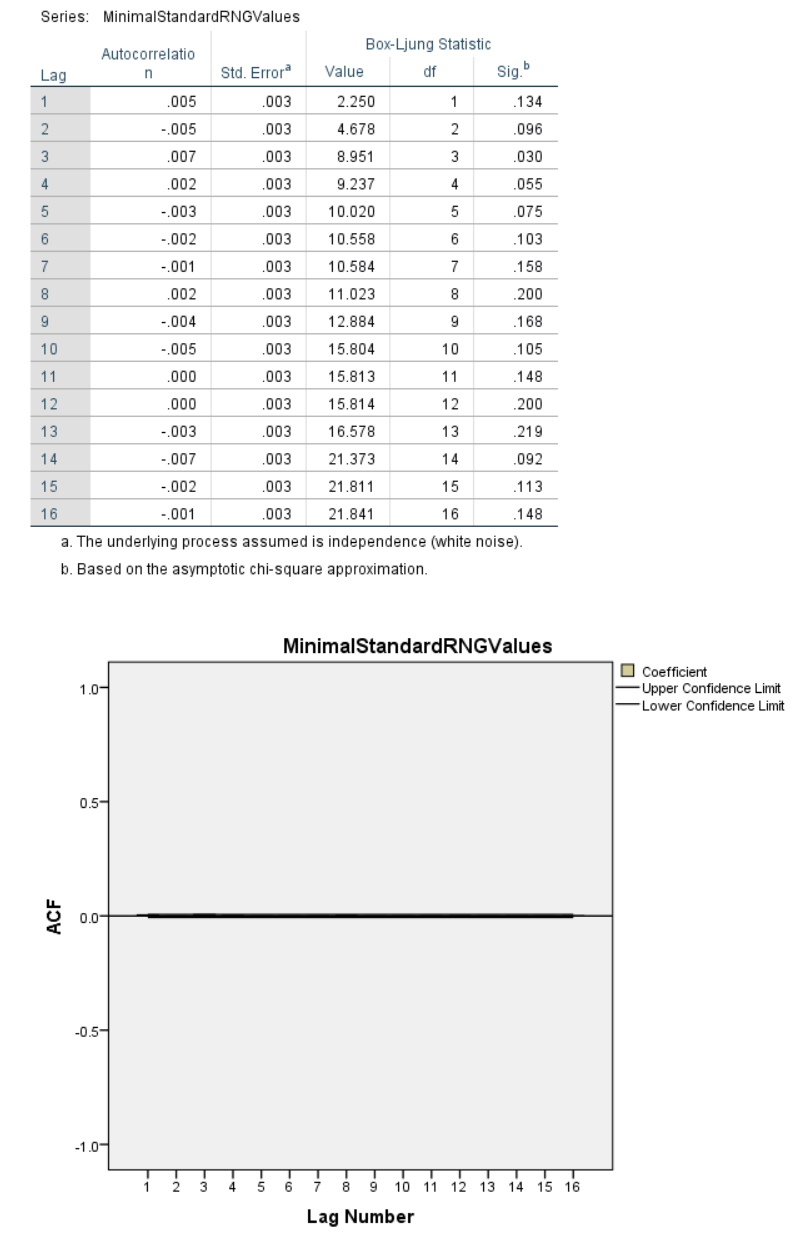 Series: MinimalStandardRNGValues
Box-Ljung Statistic
Autocorrelatio
Lag n Std. Errorᵃ Value df Sig.ᵇ
1 .005 .003 2.250 1 .134
2 -.005 .003 4.678 2 .096
3 .007 .003 8.951 3 .030
4 .002 .003 9.237 4 .055
5 -.003 .003 10.020 5 .075
6 -.002 .003 10.558 6 .103
7 -.001 .003 10.584 7 .158
8 .002 .003 11.023 8 .200
9 -.004 .003 12.884 9 .168
10 -.005 .003 15.804 10 .105
11 .000 .003 15.813 11 .148
12 .000 .003 15.814 12 .200
13 -.003 .003 16.578 13 .219
14 -.007 .003 21.373 14 .092
15 -.002 .003 21.811 15 .113
16 -.001 .003 21.841 16 .148
a. The underlying process assumed is independence (white noise).
b. Based on the asymptotic chi-square approximation.
MinimalStandardRNGValues
Coefficient
Upper Confidence Limit
Lower Confidence Limit
1.0
0.5
ACF
0.0
-0.5
-1.0
1 2 3 4 5 6 7 8 9 10 11 12 13 14 15 16
Lag Number